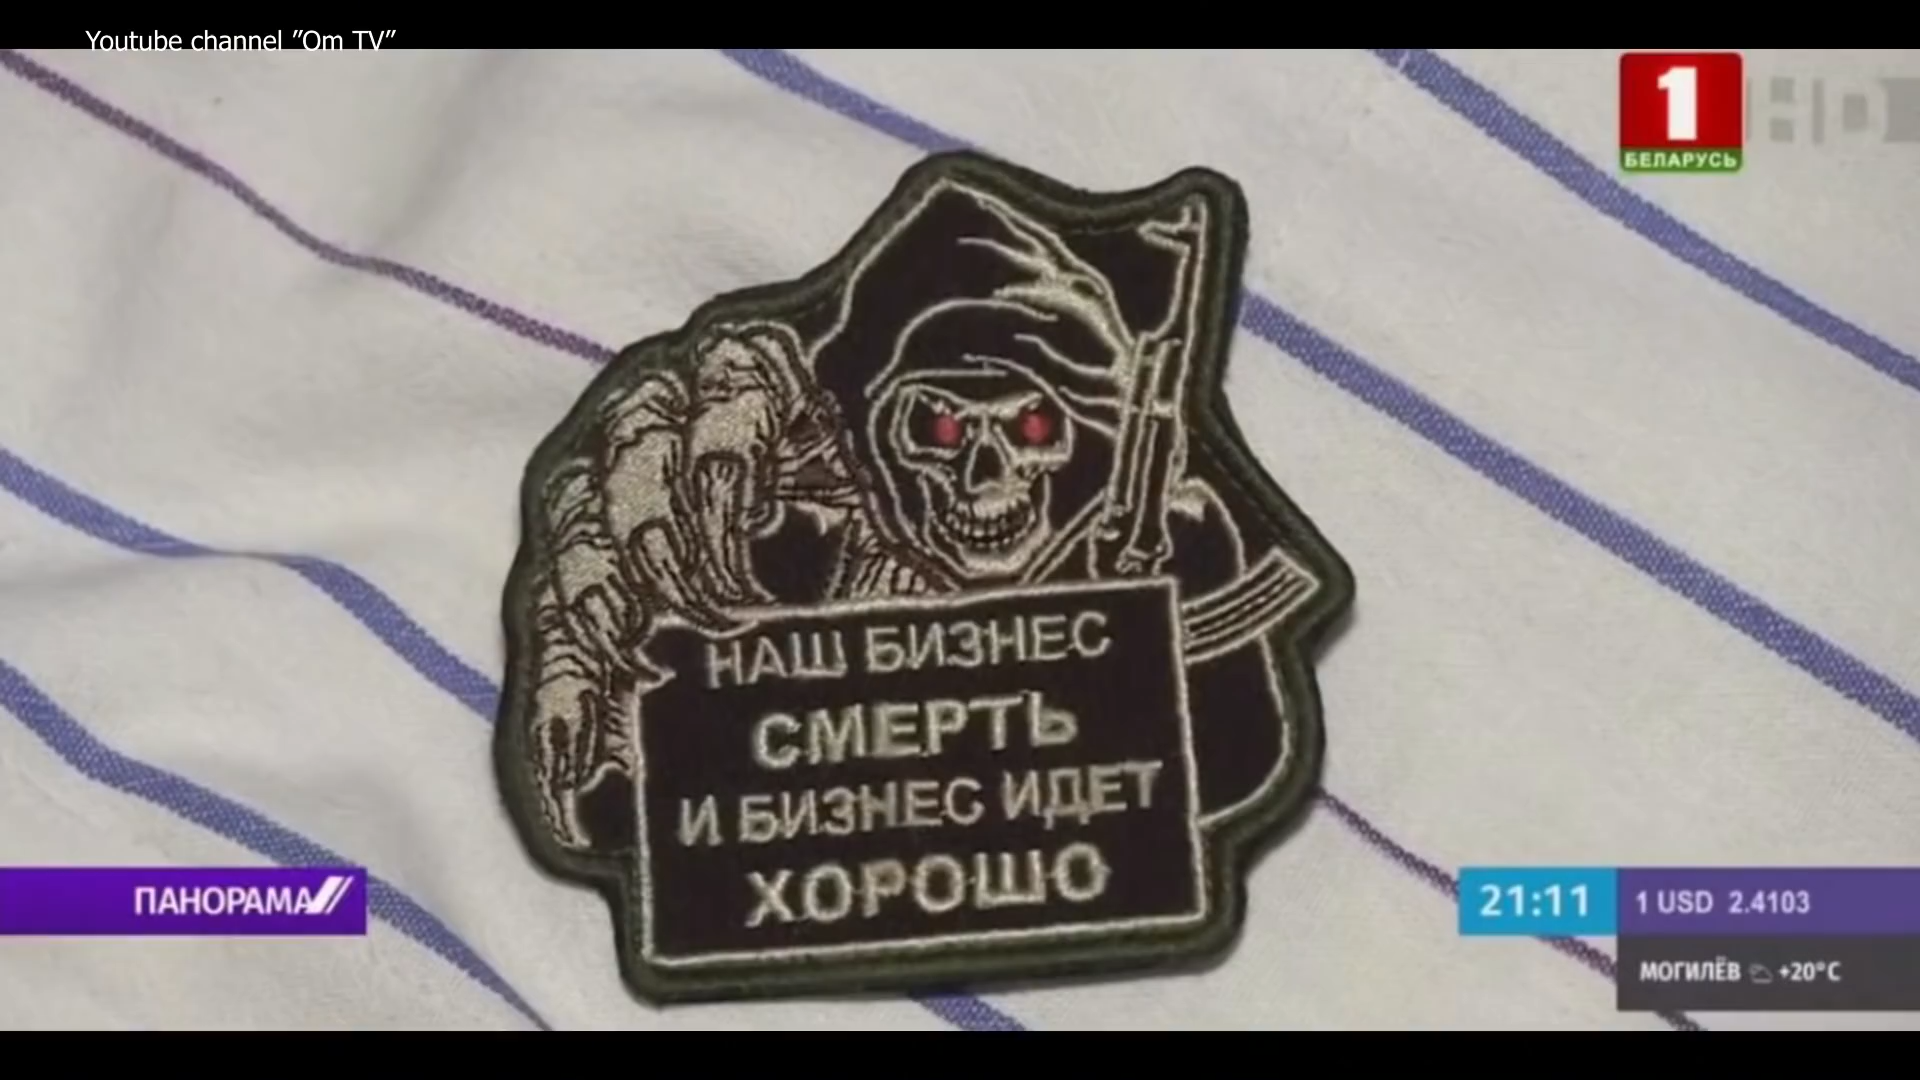 Youtube channel "Om TV"
1 HD
БЕЛАРУСЬ
НАШ БИЗНЕС
СМЕРТЬ
И БИЗНЕС ИДЕТ
ХОРОШО
ПАНОРАМА
21:11
1 USD 2.4103
МОГИЛЁВ +20°C